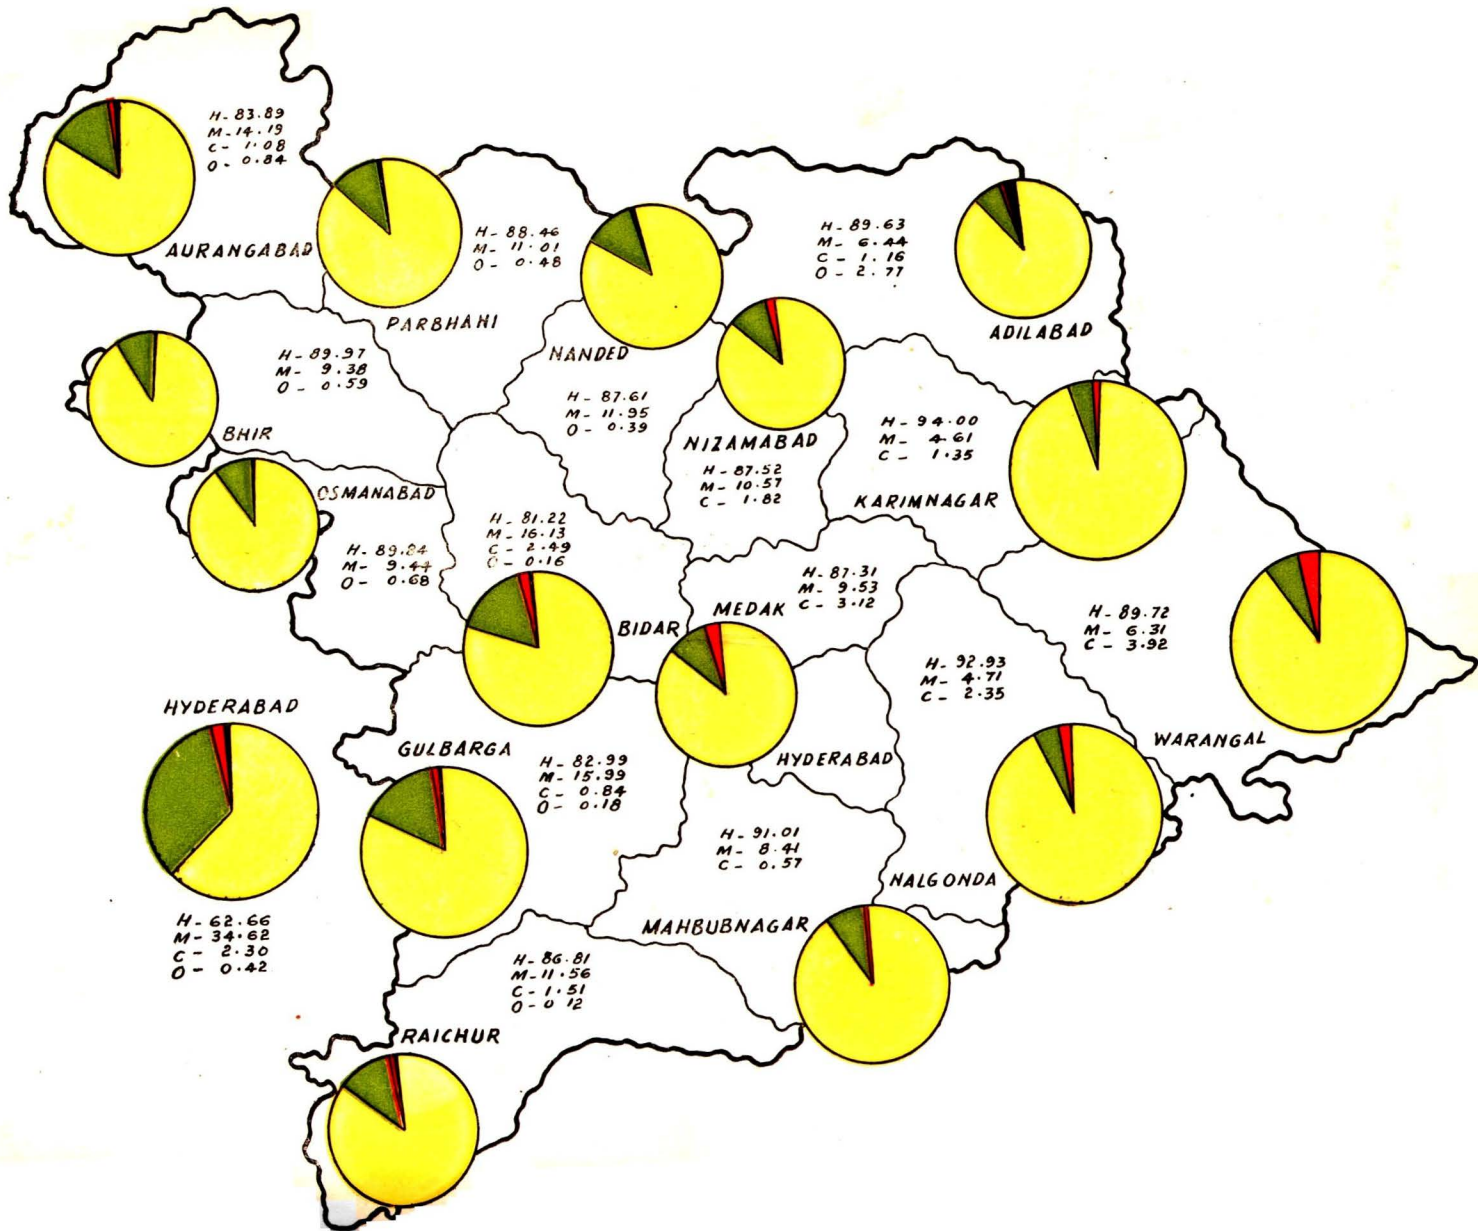 H- 83.89
M- 14.19
C- 1.08
O- 0.84
AURANGABAD
H- 88.46
M- 11.01
O- 0.48
PARBHANI
H- 89.63
M- 6.44
C- 1.16
O- 2.77
ADILABAD
H- 89.97
M- 9.38
O- 0.59
BHIR
NANDED
H- 87.61
M- 11.95
O- 0.39
NIZAMABAD
H- 87.52
M- 10.57
C- 1.82
H- 94.00
M- 4.61
C- 1.35
KARIMNAGAR
OSMANABAD
H- 89.84
M- 9.44
O- 0.68
H- 81.22
M- 16.13
C- 2.49
O- 0.16
BIDAR
H- 87.31
M- 9.53
C- 3.12
MEDAK
H- 89.72
M- 6.31
C- 3.92
WARANGAL
H- 92.93
M- 4.71
C- 2.35
NALGONDA
HYDERABAD
H- 62.66
M- 34.62
C- 2.30
O- 0.42
GULBARGA
H- 82.99
M- 15.99
C- 0.84
O- 0.18
HYDERABAD
H- 91.01
M- 8.41
C- 0.57
MAHBUBNAGAR
H- 86.81
M- 11.56
C- 1.51
O- 0.12
RAICHUR